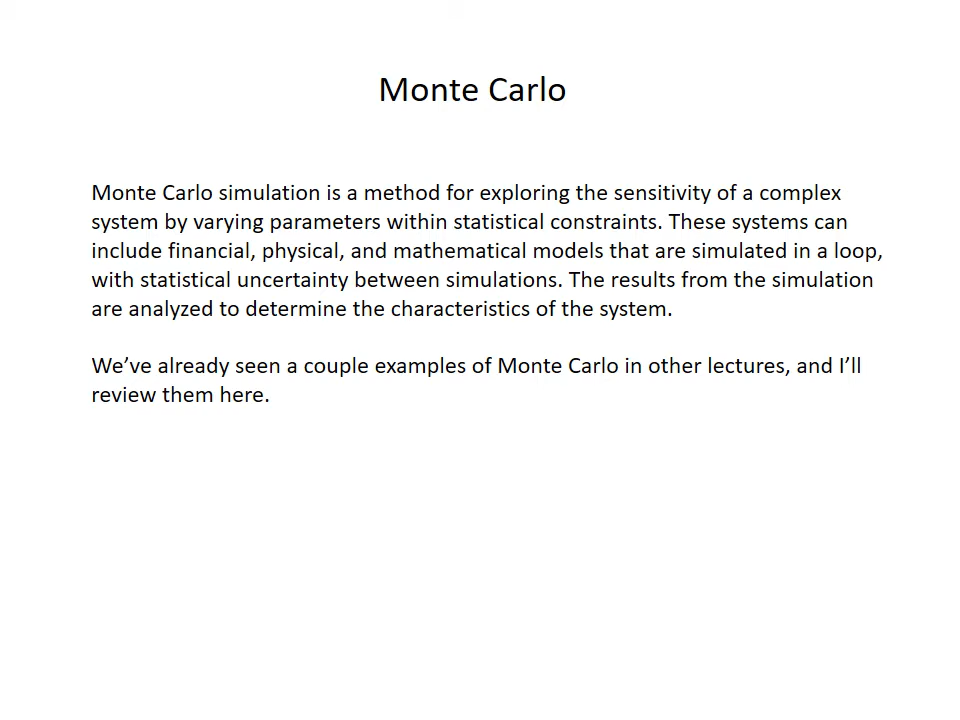 Monte Carlo
Monte Carlo simulation is a method for exploring the sensitivity of a complex
system by varying parameters within statistical constraints. These systems can
include financial, physical, and mathematical models that are simulated in a loop,
with statistical uncertainty between simulations. The results from the simulation
are analyzed to determine the characteristics of the system.
We’ve already seen a couple examples of Monte Carlo in other lectures, and I’ll
review them here.